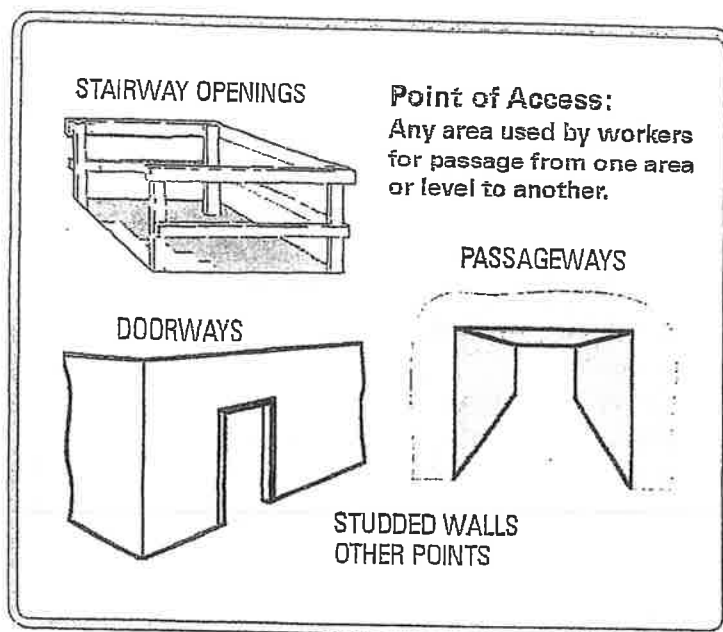 STAIRWAY OPENINGS
Point of Access:
Any area used by workers
for passage from one area
or level to another.
PASSAGEWAYS
DOORWAYS
STUDDED WALLS
OTHER POINTS